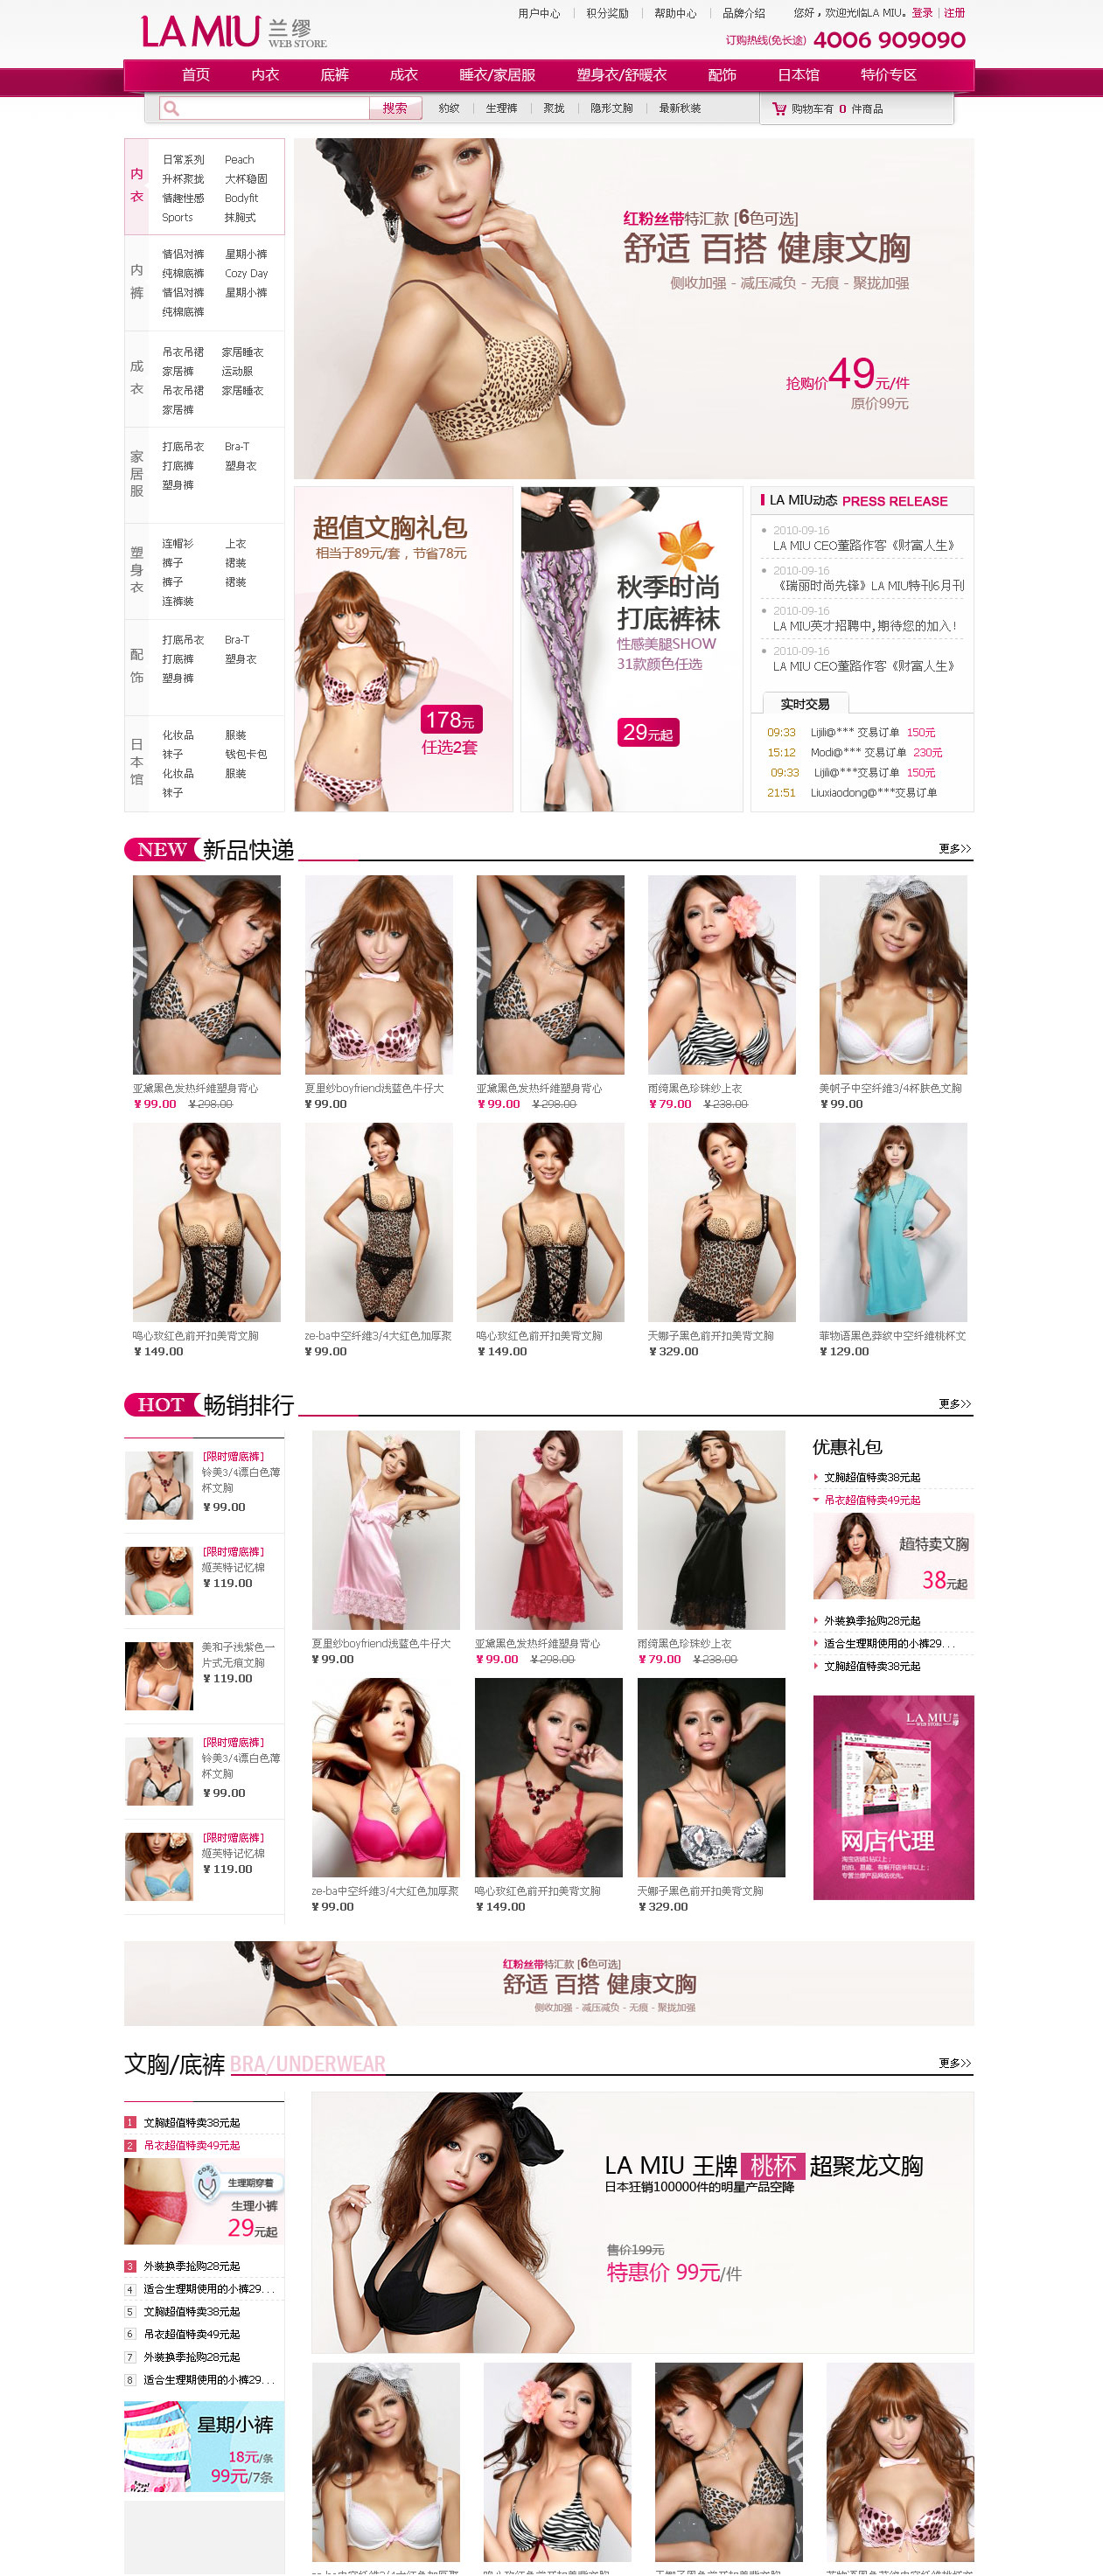 用户中心 | 积分奖励 | 帮助中心 | 品牌介绍 您好，欢迎光临LA MIU。登录 | 注册
LA MIU 兰缪
WEB STORE
订购热线(免长途) 4006 909090
首页 内衣 底裤 成衣 睡衣/家居服 塑身衣/舒暖衣 配饰 日本馆 特价专区
搜索 豹纹 | 生理裤 | 聚拢 | 隐形文胸 | 最新秋装 购物车有 0 件商品
内衣
日常系列 Peach
升杯聚拢 大杯稳固
情趣性感 Bodyfit
Sports 抹胸式
内裤
情侣对裤 星期小裤
纯棉底裤 Cozy Day
情侣对裤 星期小裤
纯棉底裤
成衣
吊衣吊裙 家居睡衣
家居裤 运动服
吊衣吊裙 家居睡衣
家居裤
家居服
打底吊衣 Bra-T
打底裤 塑身衣
塑身裤
塑身衣
连帽衫 上衣
裤子 裙装
裤子 裙装
连裤装
配饰
打底吊衣 Bra-T
打底裤 塑身衣
塑身裤
日本馆
化妆品 服装
袜子 钱包卡包
化妆品 服装
袜子
红粉丝带特汇款 [6色可选]
舒适 百搭 健康文胸
侧收加强 - 减压减负 - 无痕 - 聚拢加强
抢购价49元/件
原价99元
超值文胸礼包
相当于89元/套，节省78元
178元
任选2套
秋季时尚
打底裤袜
性感美腿SHOW
31款颜色任选
29元起
LA MIU动态 PRESS RELEASE
2010-09-16
LA MIU CEO董路作客《财富人生》
2010-09-16
《瑞丽时尚先锋》LA MIU特刊6月刊
2010-09-16
LA MIU英才招聘中,期待您的加入!
2010-09-16
LA MIU CEO董路作客《财富人生》
实时交易
09:33 Lijili@*** 交易订单 150元
15:12 Modi@*** 交易订单 230元
09:33 Lijili@***交易订单 150元
21:51 Liuxiaodong@***交易订单
NEW 新品快递 更多>>
亚黛黑色发热纤维塑身背心 夏里纱boyfriend浅蓝色牛仔大 亚黛黑色发热纤维塑身背心 雨绮黑色珍珠纱上衣 美帆子中空纤维3/4杯肤色文胸
¥ 99.00 ¥ 298.00 ¥ 99.00 ¥ 99.00 ¥ 298.00 ¥ 79.00 ¥ 238.00 ¥ 99.00
鸣心玫红色前开扣美背文胸 ze-ba中空纤维3/4大红色加厚聚 鸣心玫红色前开扣美背文胸 天娜子黑色前开扣美背文胸 菲物语黑色莽纹中空纤维桃杯文
¥ 149.00 ¥ 99.00 ¥ 149.00 ¥ 329.00 ¥ 129.00
HOT 畅销排行 更多>>
[限时赠底裤]
铃美3/4漂白色薄
杯文胸
¥ 99.00
[限时赠底裤]
姬芙特记忆棉
¥ 119.00
美和子浅紫色一
片式无痕文胸
¥ 119.00
[限时赠底裤]
铃美3/4漂白色薄
杯文胸
¥ 99.00
[限时赠底裤]
姬芙特记忆棉
¥ 119.00
夏里纱boyfriend浅蓝色牛仔大 亚黛黑色发热纤维塑身背心 雨绮黑色珍珠纱上衣
¥ 99.00 ¥ 99.00 ¥ 298.00 ¥ 79.00 ¥ 238.00
ze-ba中空纤维3/4大红色加厚聚 鸣心玫红色前开扣美背文胸 天娜子黑色前开扣美背文胸
¥ 99.00 ¥ 149.00 ¥ 329.00
优惠礼包
文胸超值特卖38元起
吊衣超值特卖49元起
超特卖文胸
38元起
外装换季抢购28元起
适合生理期使用的小裤29...
文胸超值特卖38元起
LA MIU 兰缪
WEB STORE
网店代理
红粉丝带特汇款 [6色可选]
舒适 百搭 健康文胸
侧收加强 - 减压减负 - 无痕 - 聚拢加强
文胸/底裤 BRA/UNDERWEAR 更多>>
1 文胸超值特卖38元起
2 吊衣超值特卖49元起
生理期穿着
生理小裤
29元起
3 外装换季抢购28元起
4 适合生理期使用的小裤29...
5 文胸超值特卖38元起
6 吊衣超值特卖49元起
7 外装换季抢购28元起
8 适合生理期使用的小裤29...
星期小裤
18元/条
99元/7条
LA MIU 王牌 桃杯 超聚龙文胸
日本狂销100000件的明星产品空降
售价199元
特惠价 99元/件